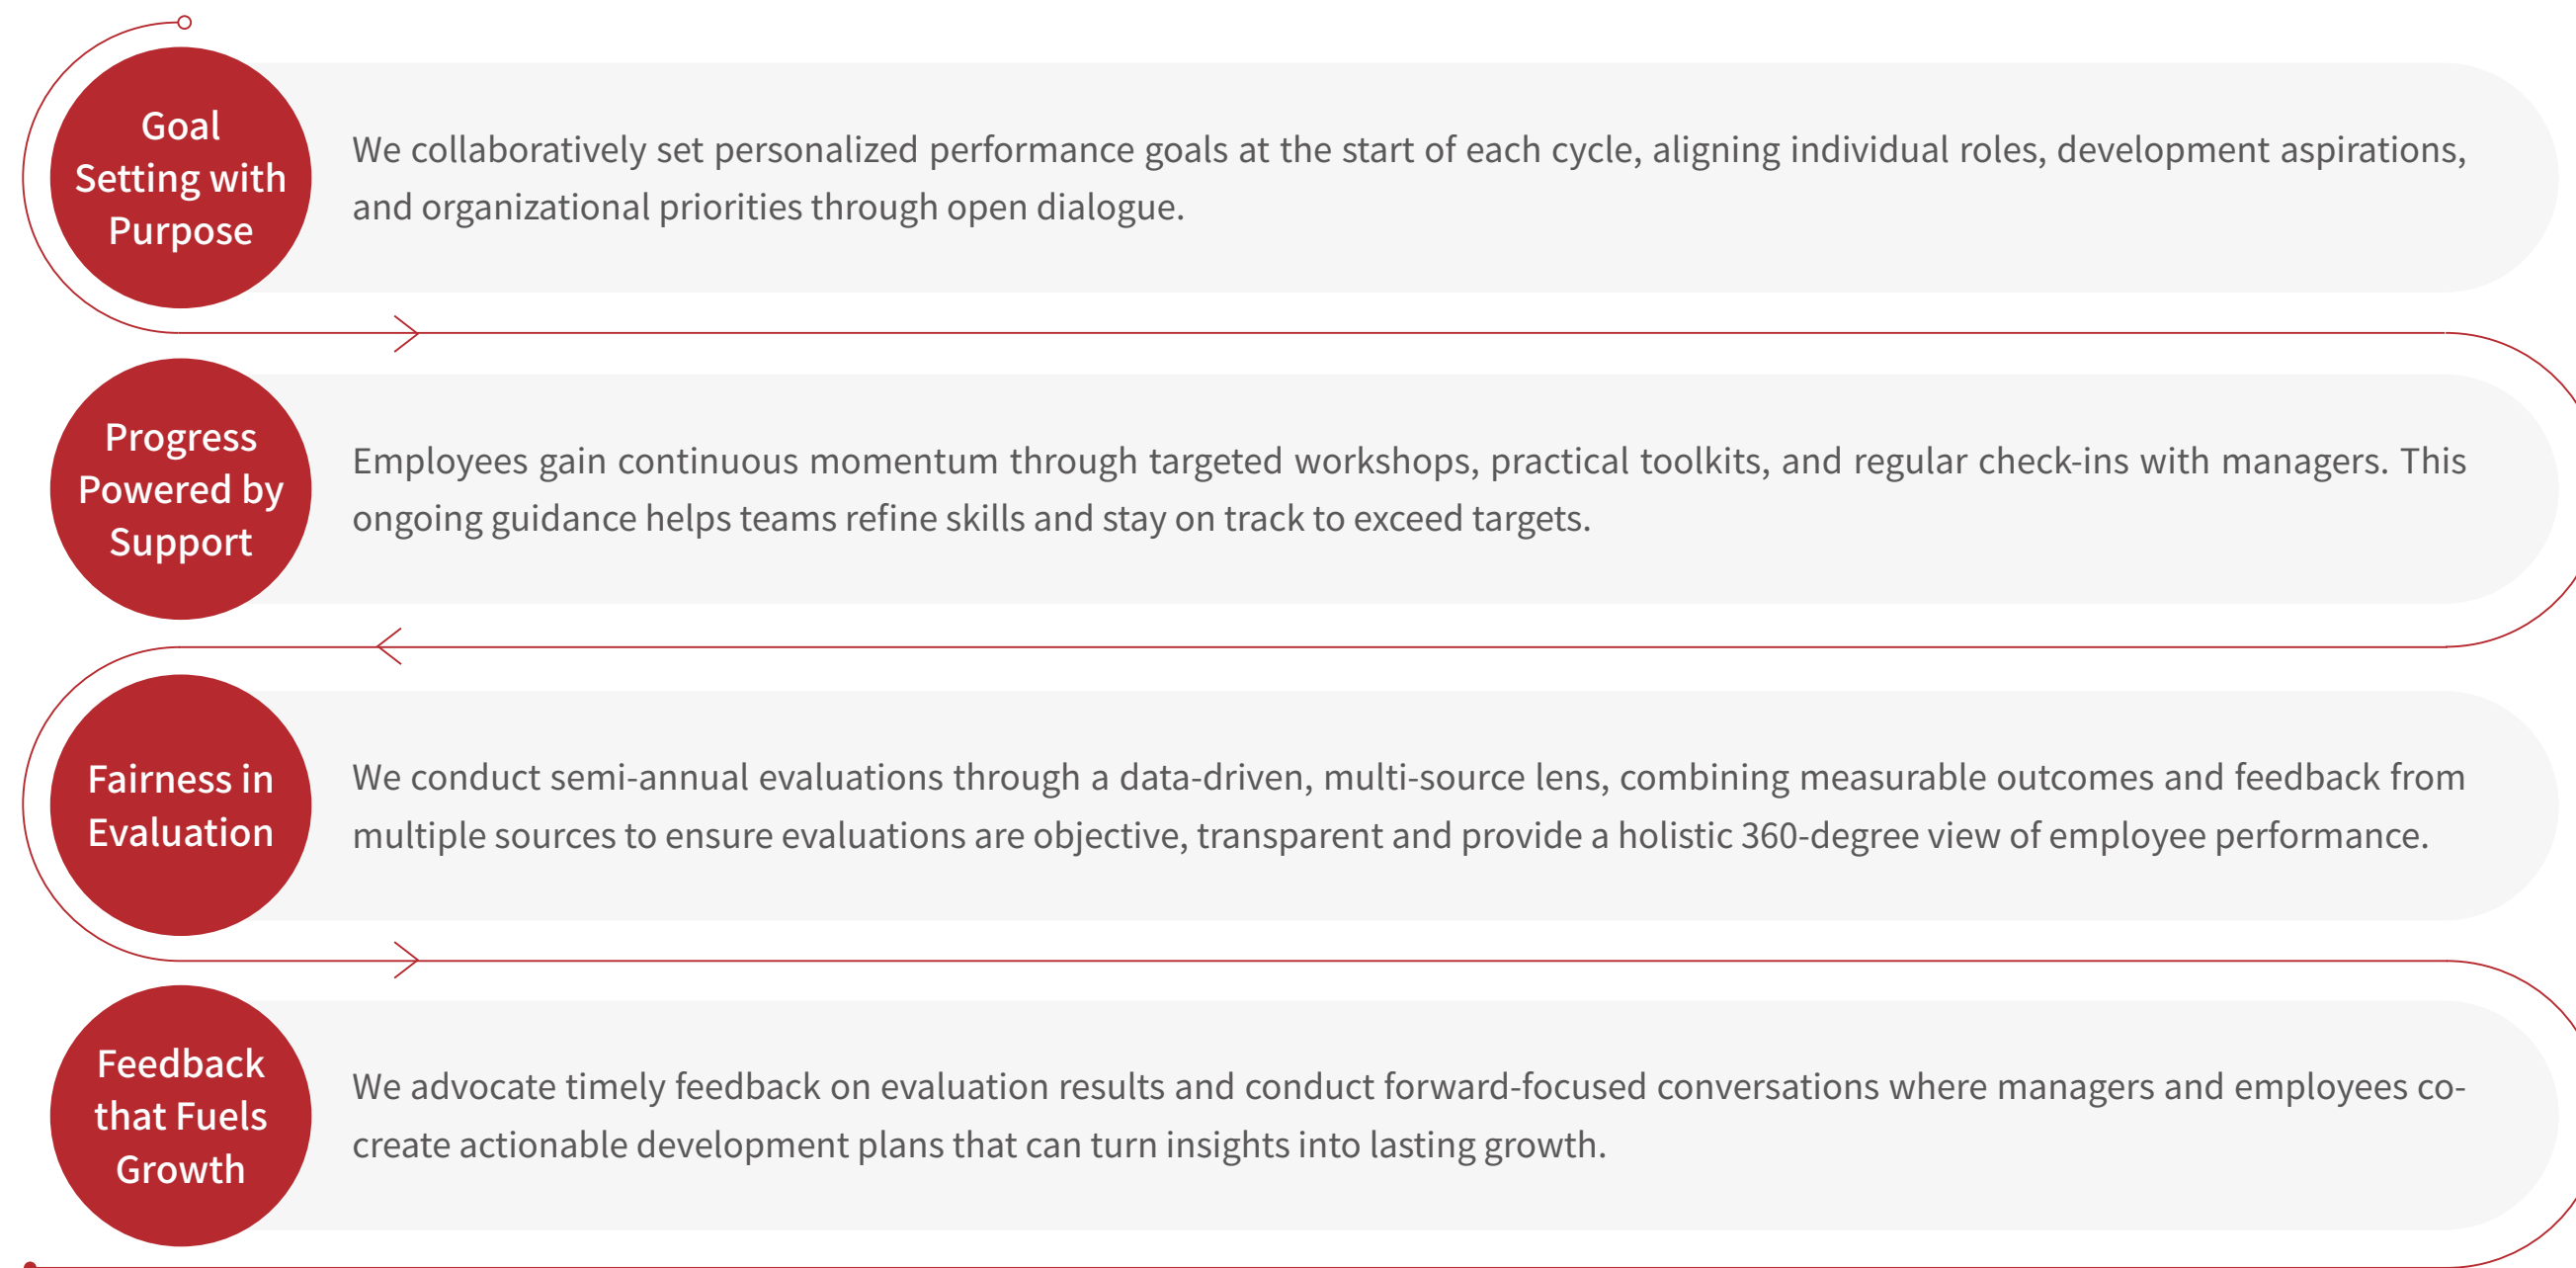 Goal
Setting with
Purpose
We collaboratively set personalized performance goals at the start of each cycle, aligning individual roles, development aspirations,
and organizational priorities through open dialogue.
Progress
Powered by
Support
Employees gain continuous momentum through targeted workshops, practical toolkits, and regular check-ins with managers. This
ongoing guidance helps teams refine skills and stay on track to exceed targets.
Fairness in
Evaluation
We conduct semi-annual evaluations through a data-driven, multi-source lens, combining measurable outcomes and feedback from
multiple sources to ensure evaluations are objective, transparent and provide a holistic 360-degree view of employee performance.
Feedback
that Fuels
Growth
We advocate timely feedback on evaluation results and conduct forward-focused conversations where managers and employees co-
create actionable development plans that can turn insights into lasting growth.